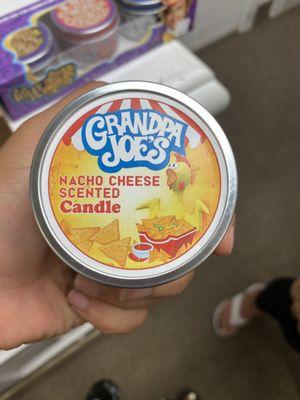 GRANDPA
JOE'S
NACHO CHEESE
SCENTED
Candle